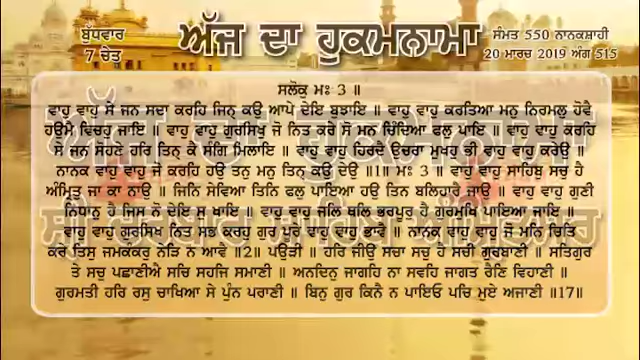 ਬੁੱਧਵਾਰ
7 ਚੇਤ
ਅੱਜ ਦਾ ਹੁਕਮਨਾਮਾ
ਸੰਮਤ 550 ਨਾਨਕਸ਼ਾਹੀ
20 ਮਾਰਚ 2019 ਅੰਗ 515
ਸਲੋਕੁ ਮਃ 3 ॥
ਵਾਹੁ ਵਾਹੁ ਸੇ ਜਨ ਸਦਾ ਕਰਹਿ ਜਿਨ੍ ਕਉ ਆਪੇ ਦੇਇ ਬੁਝਾਇ ॥ ਵਾਹੁ ਵਾਹੁ ਕਰਤਿਆ ਮਨੁ ਨਿਰਮਲੁ ਹੋਵੈ
ਹਉਮੈ ਵਿਚਹੁ ਜਾਇ ॥ ਵਾਹੁ ਵਾਹੁ ਗੁਰਸਿਖੁ ਜੋ ਨਿਤ ਕਰੇ ਸੋ ਮਨ ਚਿੰਦਿਆ ਫਲੁ ਪਾਇ ॥ ਵਾਹੁ ਵਾਹੁ ਕਰਹਿ
ਸੇ ਜਨ ਸੋਹਣੇ ਹਰਿ ਤਿਨ੍ ਕੈ ਸੰਗਿ ਮਿਲਾਇ ॥ ਵਾਹੁ ਵਾਹੁ ਹਿਰਦੈ ਉਚਰਾ ਮੁਖਹੁ ਭੀ ਵਾਹੁ ਵਾਹੁ ਕਰੇਉ ॥
ਨਾਨਕ ਵਾਹੁ ਵਾਹੁ ਜੋ ਕਰਹਿ ਹਉ ਤਨੁ ਮਨੁ ਤਿਨ੍ ਕਉ ਦੇਉ ॥1॥ ਮਃ 3 ॥ ਵਾਹੁ ਵਾਹੁ ਸਾਹਿਬੁ ਸਚੁ ਹੈ
ਅੰਮ੍ਰਿਤੁ ਜਾ ਕਾ ਨਾਉ ॥ ਜਿਨਿ ਸੇਵਿਆ ਤਿਨਿ ਫਲੁ ਪਾਇਆ ਹਉ ਤਿਨ ਬਲਿਹਾਰੈ ਜਾਉ ॥ ਵਾਹੁ ਵਾਹੁ ਗੁਣੀ
ਨਿਧਾਨੁ ਹੈ ਜਿਸ ਨੋ ਦੇਇ ਸੁ ਖਾਇ ॥ ਵਾਹੁ ਵਾਹੁ ਜਲਿ ਥਲਿ ਭਰਪੂਰੁ ਹੈ ਗੁਰਮੁਖਿ ਪਾਇਆ ਜਾਇ ॥
ਵਾਹੁ ਵਾਹੁ ਗੁਰਸਿਖ ਨਿਤ ਸਭ ਕਰਹੁ ਗੁਰ ਪੂਰੇ ਵਾਹੁ ਵਾਹੁ ਭਾਵੈ ॥ ਨਾਨਕ ਵਾਹੁ ਵਾਹੁ ਜੋ ਮਨਿ ਚਿਤਿ
ਕਰੇ ਤਿਸੁ ਜਮਕੰਕਰੁ ਨੇੜਿ ਨ ਆਵੈ ॥2॥ ਪਉੜੀ ॥ ਹਰਿ ਜੀਉ ਸਚਾ ਸਚੁ ਹੈ ਸਚੀ ਗੁਰਬਾਣੀ ॥ ਸਤਿਗੁਰ
ਤੇ ਸਚੁ ਪਛਾਣੀਐ ਸਚਿ ਸਹਜਿ ਸਮਾਣੀ ॥ ਅਨਦਿਨੁ ਜਾਗਹਿ ਨਾ ਸਵਹਿ ਜਾਗਤ ਰੈਣਿ ਵਿਹਾਣੀ ॥
ਗੁਰਮਤੀ ਹਰਿ ਰਸੁ ਚਾਖਿਆ ਸੇ ਪੁੰਨ ਪਰਾਣੀ ॥ ਬਿਨੁ ਗੁਰ ਕਿਨੈ ਨ ਪਾਇਓ ਪਚਿ ਮੁਏ ਅਜਾਣੀ ॥17॥